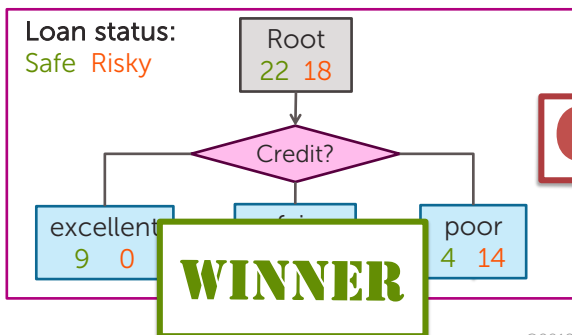 Loan status:
Safe Risky
Root
22 18
Credit?
excellent
9 0
poor
4 14
WINNER